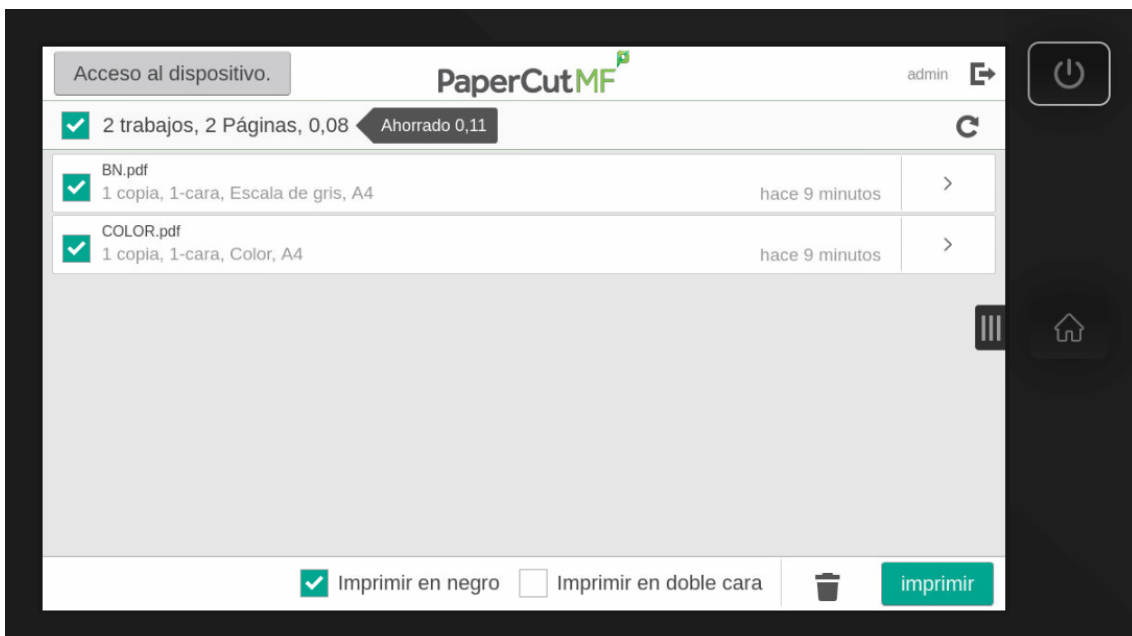 Acceso al dispositivo.
PaperCutMF
admin
2 trabajos, 2 Páginas, 0,08
Ahorrado 0,11
BN.pdf
1 copia, 1-cara, Escala de gris, A4
hace 9 minutos
COLOR.pdf
1 copia, 1-cara, Color, A4
hace 9 minutos
Imprimir en negro
Imprimir en doble cara
imprimir